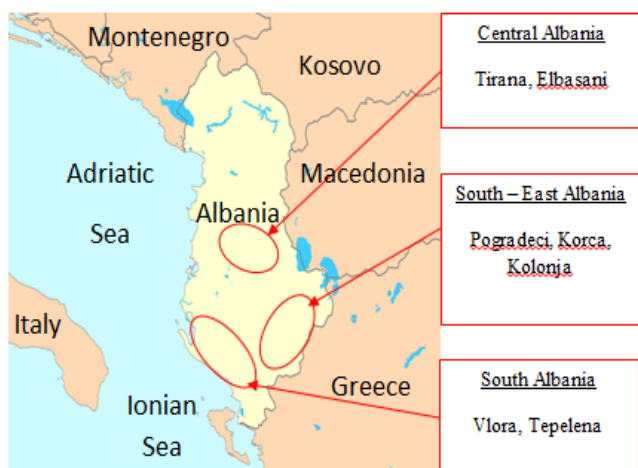 Montenegro
Kosovo
Adriatic
Sea
Macedonia
Albania
Italy
Greece
Ionian
Sea
Central Albania
Tirana, Elbasani
South – East Albania
Pogradeci, Korca,
Kolonja
South Albania
Vlora, Tepelena